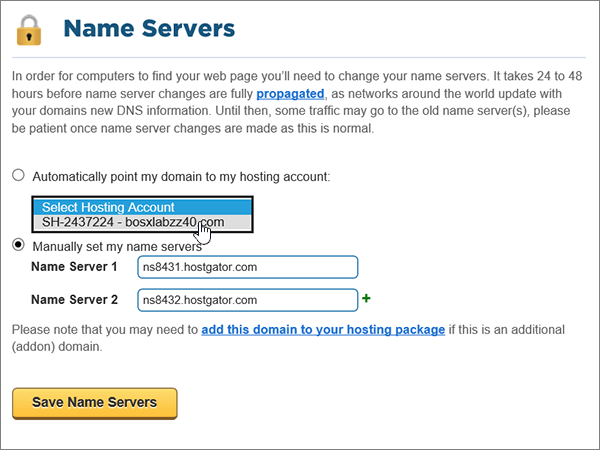 Name Servers
In order for computers to find your web page you'll need to change your name servers. It takes 24 to 48
hours before name server changes are fully propagated, as networks around the world update with
your domains new DNS information. Until then, some traffic may go to the old name server(s), please
be patient once name server changes are made as this is normal.
Automatically point my domain to my hosting account:
Select Hosting Account
SH-2437224 - bosxlabzz40.com
Manually set my name servers
Name Server 1 ns8431.hostgator.com
Name Server 2 ns8432.hostgator.com
Please note that you may need to add this domain to your hosting package if this is an additional
(addon) domain.
Save Name Servers